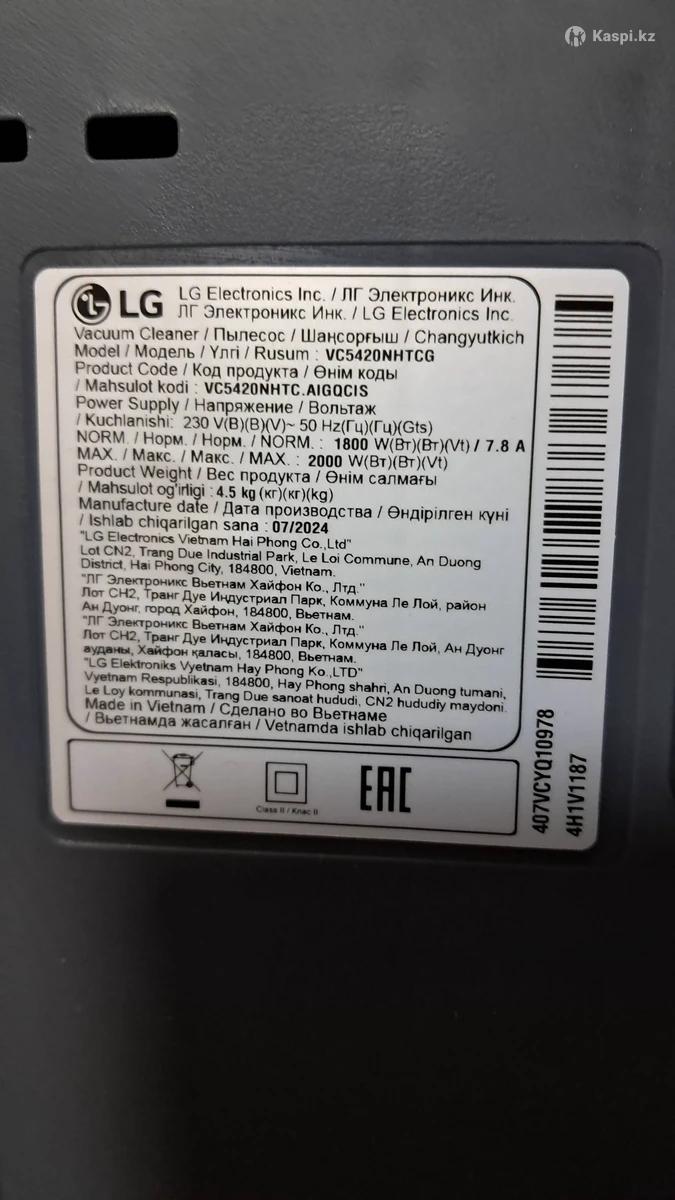 Kaspi.kz
LG
LG Electronics Inc. / ЛГ Электроникс Инк.
/ ЛГ Электроникс Инк. / LG Electronics Inc.
Vacuum Cleaner / Пылесос / Шаңсорғыш / Changyutkich
Model / Модель / Үлгі / Rusum : VC5420NHTCG
Product Code / Код продукта / Өнім коды
/ Mahsulot kodi : VC5420NHTC.AIGQCIS
Power Supply / Напряжение / Вольтаж
/ Kuchlanishi: 230 V(В)(В)(V)~ 50 Hz(Гц)(Гц)(Gts)
NORM. / Норм. / Норм. / NORM. : 1800 W(Вт)(Вт)(Vt) / 7.8 A
MAX. / Макс. / Макс. / MAX. : 2000 W(Вт)(Вт)(Vt)
Product Weight / Вес продукта / Өнім салмағы
/ Mahsulot og'irligi : 4.5 kg (кг)(кг)(kg)
Manufacture date / Дата производства / Өндірілген күні
/ Ishlab chiqarilgan sana : 07/2024
"LG Electronics Vietnam Hai Phong Co.,Ltd"
Lot CN2, Trang Due Industrial Park, Le Loi Commune, An Duong
District, Hai Phong City, 184800, Vietnam.
"ЛГ Электроникс Вьетнам Хайфон Ко., Лтд."
Лот CH2, Транг Дуе Индустриал Парк, Коммуна Ле Лой, район
Ан Дуонг, город Хайфон, 184800, Вьетнам.
"ЛГ Электроникс Вьетнам Хайфон Ко., Лтд."
Лот CH2, Транг Дуе Индустриал Парк, Коммуна Ле Лой, Ан Дуонг
ауданы, Хайфон қаласы, 184800, Вьетнам.
"LG Elektroniks Vyetnam Hay Phong Ko.,LTD"
Vyetnam Respublikasi, 184800, Hay Phong shahri, An Duong tumani,
Le Loy kommunasi, Trang Due sanoat hududi, CN2 hududiy maydoni.
Made in Vietnam / Сделано во Вьетнаме
/ Вьетнамда жасалған / Vetnamda ishlab chiqarilgan
Class II / Класс II
EAC
407VCYQ10978
4H1V1187